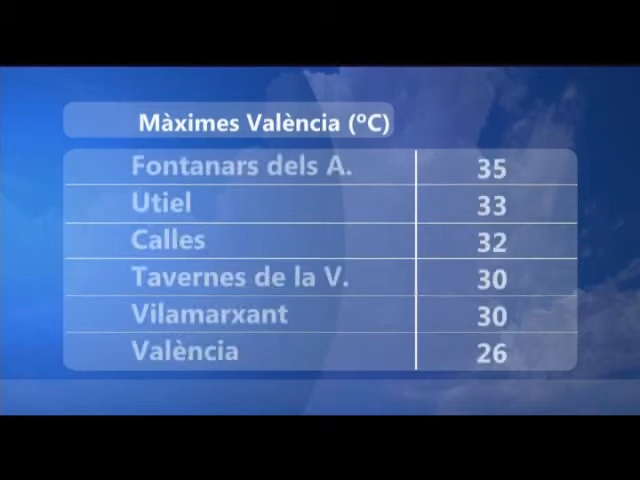 Màximes València (ºC)
Fontanars dels A. 35
Utiel 33
Calles 32
Tavernes de la V. 30
Vilamarxant 30
València 26